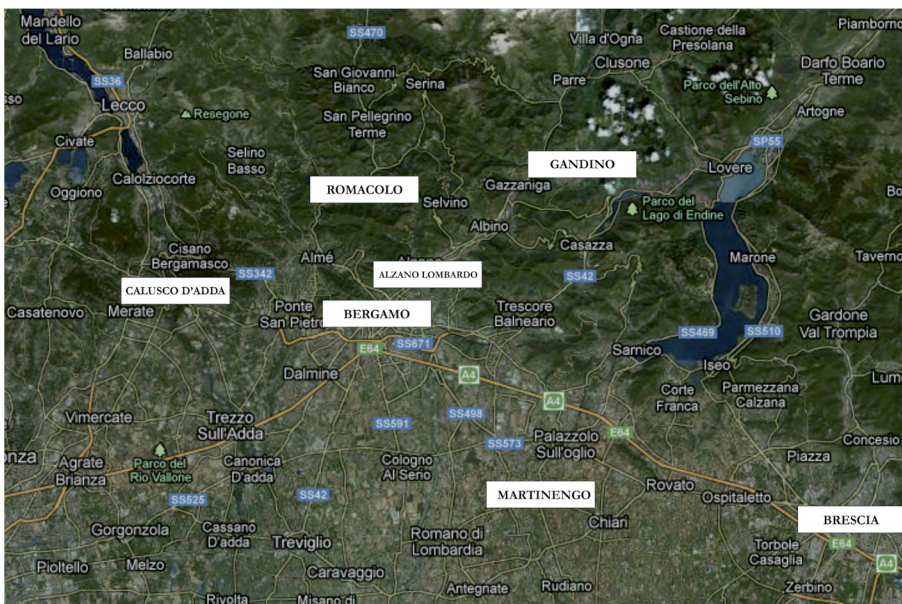 Mandello
del Lario
Ballabio
SS470
Villa d'Ogna
Castione della
Presolana
Piamborno
SS36
Lecco
San Giovanni
Bianco
Serina
Parre
Clusone
Darfo Boario
Terme
Resegone
San Pellegrino
Terme
Parco dell'Alto
Sebino
Artogne
Civate
Selino
Basso
SP55
GANDINO
Lovere
Oggiono
Calolziocorte
ROMACOLO
Gazzaniga
Selvino
Albino
Parco del
Lago di Endine
Cisano
Bergamasco
Almé
Casazza
Marone
SS342
ALZANO LOMBARDO
SS42
CALUSCO D'ADDA
Casatenovo
Merate
Ponte
San Pietro
BERGAMO
Trescore
Balneario
Gardone
Val Trompia
E64
SS671
SS469
SS510
Sarnico
Iseo
Dalmine
A4
Corte
Franca
Parmezzana
Calzana
A4
Vimercate
Trezzo
Sull'Adda
SS591
SS498
SS573
Palazzolo
Sull'oglio
E64
Concesio
Parco del
Rio Vallone
Agrate
Brianza
Canonica
D'adda
Cologno
Al Serio
Piazza
SS525
SS42
MARTINENGO
Rovato
Ospitaletto
Gorgonzola
Cassano
D'adda
Chiari
BRESCIA
Treviglio
Romano di
Lombardia
Torbole
Casaglia
E64
A4
Pioltello
Melzo
Caravaggio
Antegnate
Rudiano
Zerbino
Rivolta
Misano di